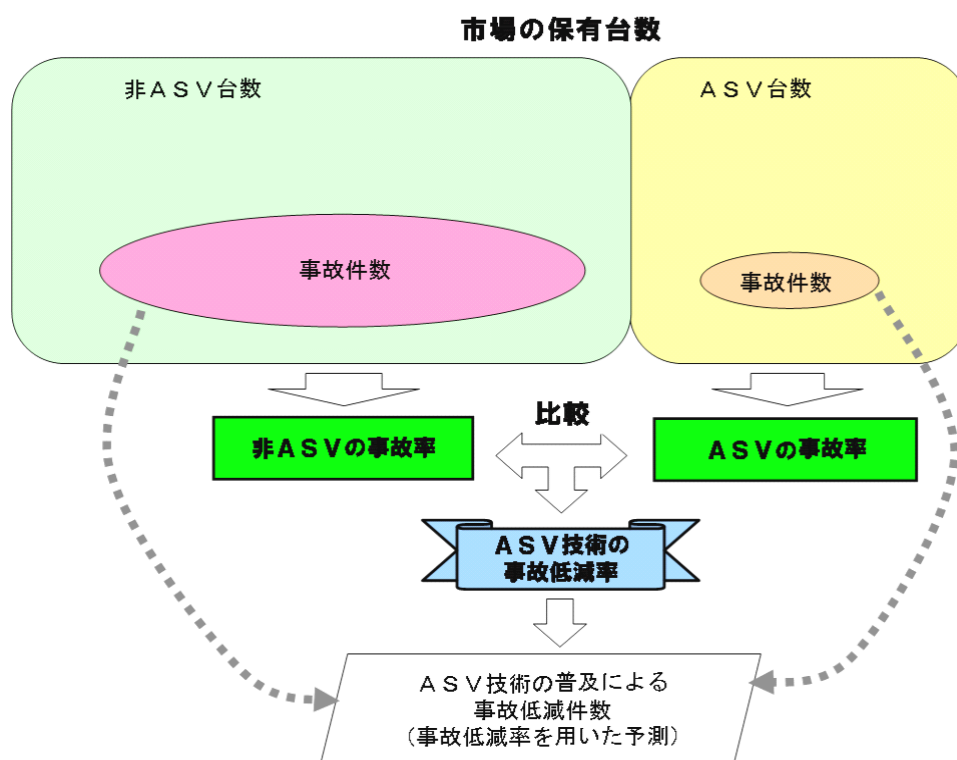 市場の保有台数
非ASV台数
ASV台数
事故件数
事故件数
比較
非ASVの事故率
ASVの事故率
ASV技術の
事故低減率
ASV技術の普及による
事故低減件数
(事故低減率を用いた予測)